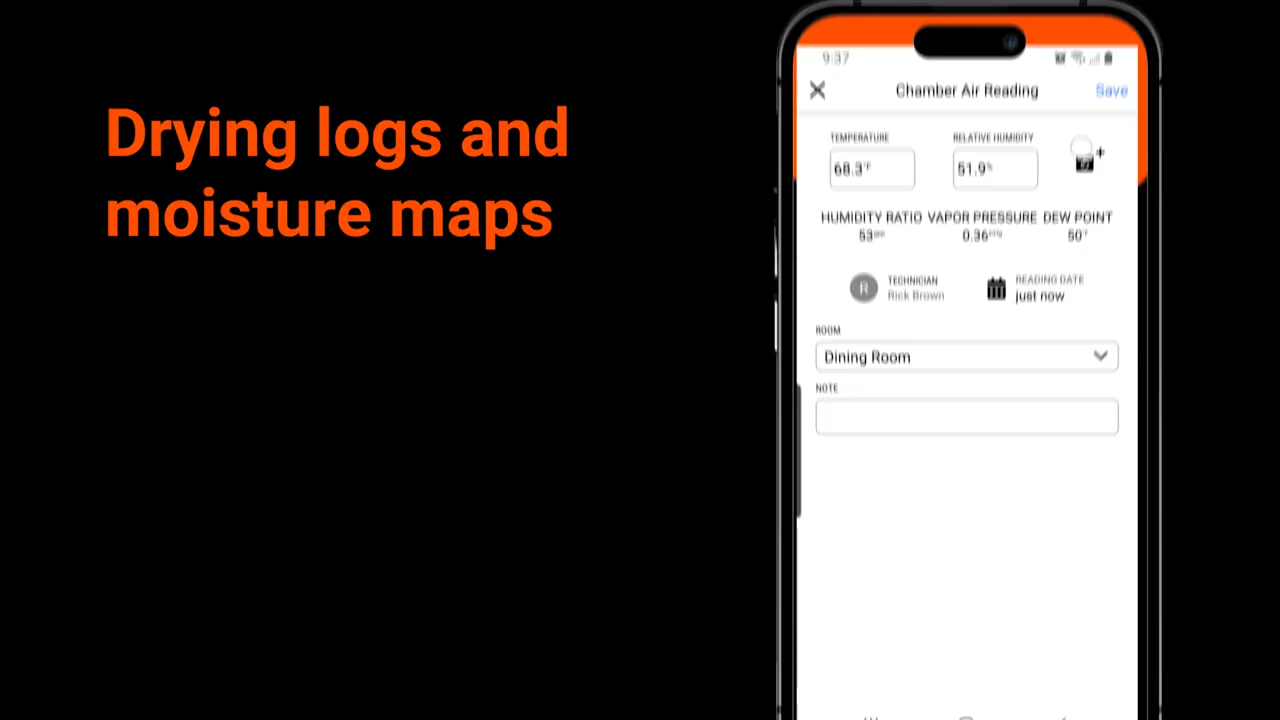 Drying logs and
moisture maps
9:37
Chamber Air Reading
Save
TEMPERATURE RELATIVE HUMIDITY
68.3°F 51.9%
HUMIDITY RATIO VAPOR PRESSURE DEW POINT
53 0.36 50°F
R TECHNICIAN READING DATE
Rick Brown just now
ROOM
Dining Room
NOTE